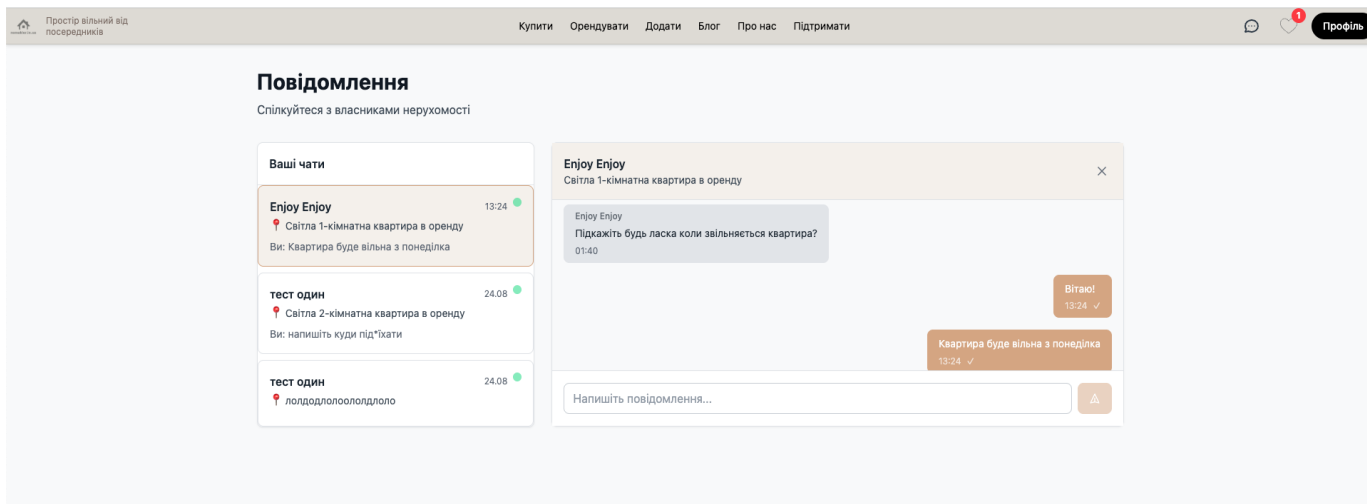 Простір вільний від
посередників
Купити Орендувати Додати Блог Про нас Підтримати
1
Профіль
Повідомлення
Спілкуйтеся з власниками нерухомості
Ваші чати
Enjoy Enjoy 13:24
Світла 1-кімнатна квартира в оренду
Ви: Квартира буде вільна з понеділка
тест один 24.08
Світла 2-кімнатна квартира в оренду
Ви: напишіть куди під*їхати
тест один 24.08
лолдодлолоололдлоло
Enjoy Enjoy
Світла 1-кімнатна квартира в оренду
Enjoy Enjoy
Підкажіть будь ласка коли звільняється квартира?
01:40
Вітаю!
13:24 ✓
Квартира буде вільна з понеділка
13:24 ✓
Напишіть повідомлення...